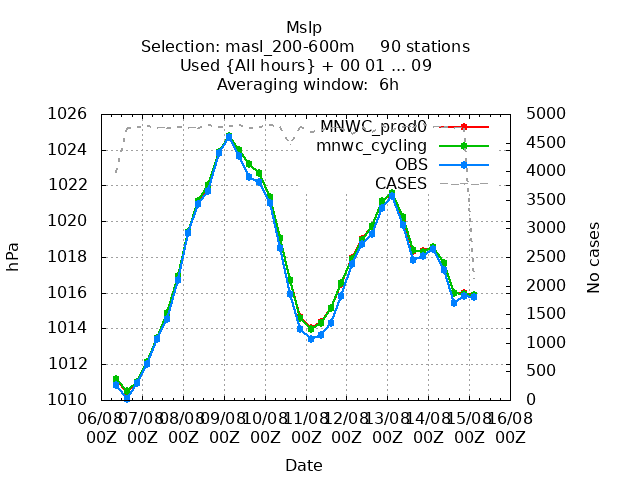 Mslp
Selection: masl_200-600m 90 stations
Used {All hours} + 00 01 ... 09
Averaging window: 6h
1026 5000
MNWC_prod0
4500
1024
mnwc_cycling
OBS
4000
1022
CASES
3500
1020
3000
hPa
1018
2500
No cases
1016
2000
1500
1014
1000
1012
500
1010 0
06/08 07/08 08/08 09/08 10/08 11/08 12/08 13/08 14/08 15/08 16/08
00Z 00Z 00Z 00Z 00Z 00Z 00Z 00Z 00Z 00Z 00Z
Date